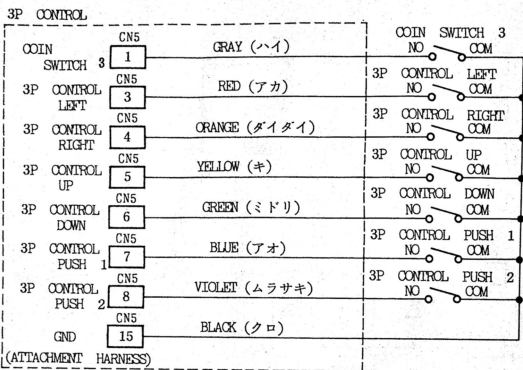 3P CONTROL
COIN SWITCH 3
CN5
COIN SWITCH 3
1
GRAY (ハイ)
NO COM
3P CONTROL LEFT
CN5
3P CONTROL LEFT
3
RED (アカ)
NO COM
3P CONTROL RIGHT
CN5
3P CONTROL RIGHT
4
ORANGE (ダイダイ)
NO COM
3P CONTROL UP
CN5
3P CONTROL UP
5
YELLOW (キ)
NO COM
3P CONTROL DOWN
CN5
3P CONTROL DOWN
6
GREEN (ミドリ)
NO COM
3P CONTROL PUSH 1
CN5
3P CONTROL PUSH 1
7
BLUE (アオ)
NO COM
3P CONTROL PUSH 2
CN5
3P CONTROL PUSH 2
8
VIOLET (ムラサキ)
NO COM
CN5
GND
15
BLACK (クロ)
(ATTACHMENT HARNESS)